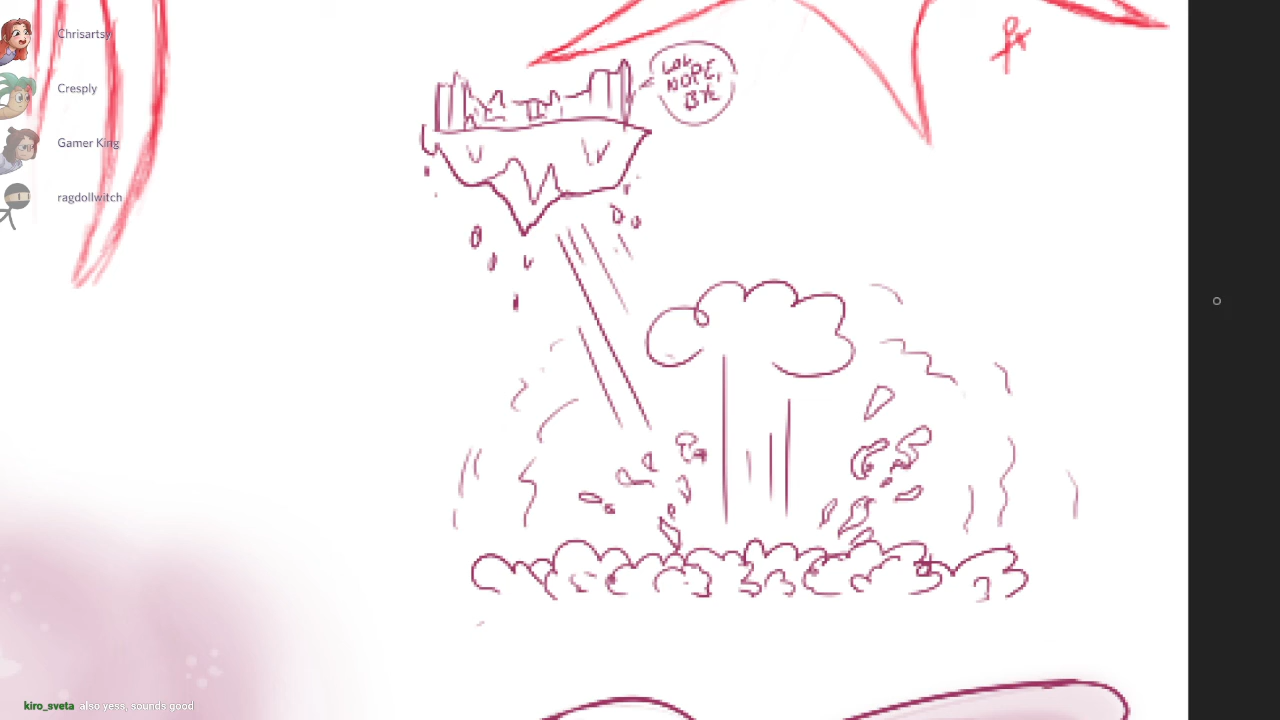 Chrisartsy
Cresply
Gamer King
ragdollwitch
LOL
NOPE,
BYE
kiro_sveta also yess, sounds good